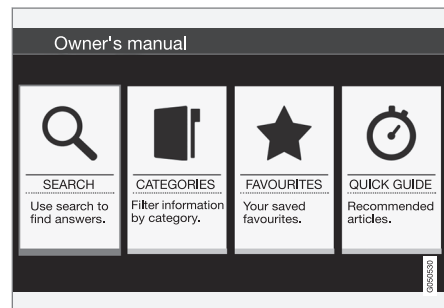 Owner's manual
SEARCH
Use search to
find answers.
CATEGORIES
Filter information
by category.
FAVOURITES
Your saved
favourites.
QUICK GUIDE
Recommended
articles.
G050530